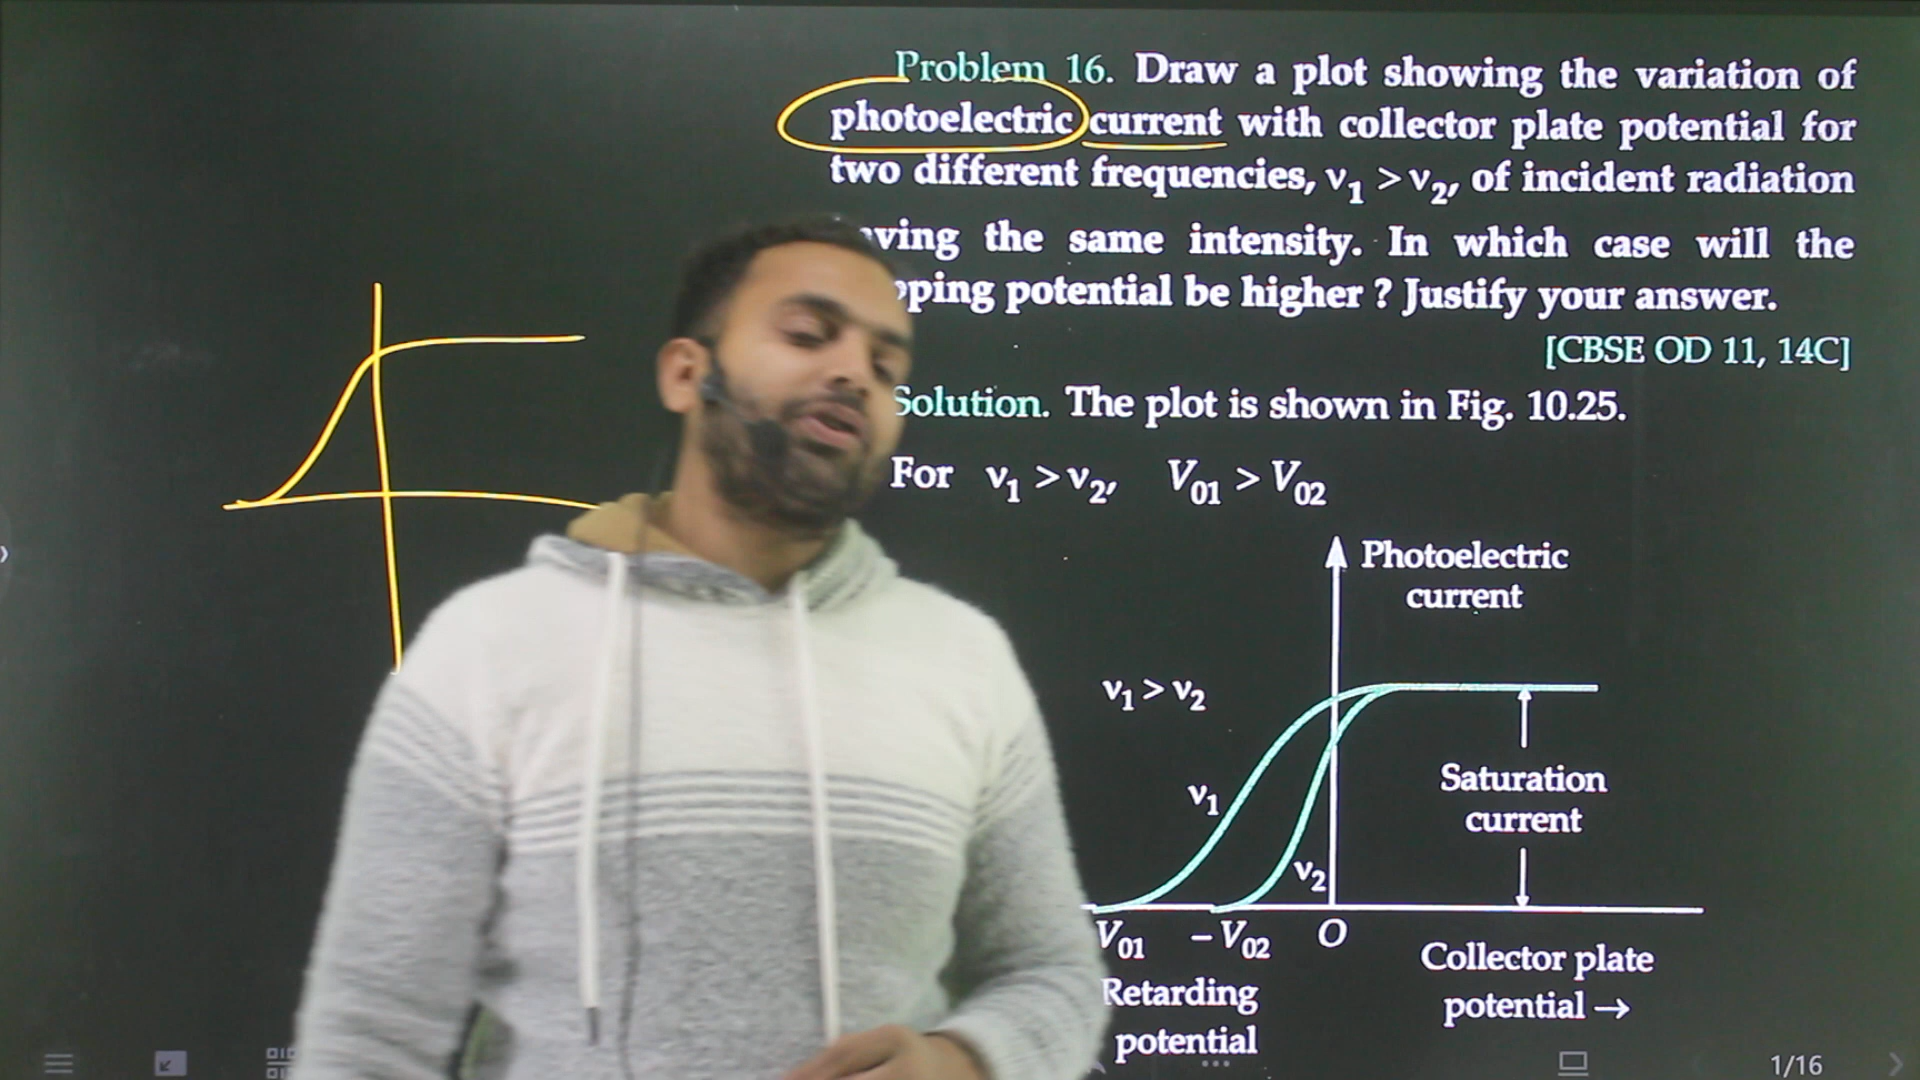 Problem 16. Draw a plot showing the variation of
photoelectric current with collector plate potential for
two different frequencies, ν₁ > ν₂, of incident radiation
the same intensity. In which case will the
potential be higher ? Justify your answer.
[CBSE OD 11, 14C]
Solution. The plot is shown in Fig. 10.25.
For ν₁ > ν₂, V₀₁ > V₀₂
Photoelectric
current
ν₁ > ν₂
ν₁
Saturation
current
ν₂
V₀₁ – V₀₂ O
Collector plate
potential →
Retarding
potential
1/16